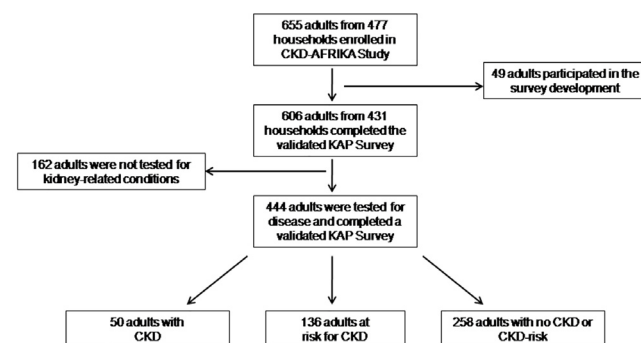 655 adults from 477
households enrolled in
CKD-AFRIKA Study
49 adults participated in the
survey development
606 adults from 431
households completed the
validated KAP Survey
162 adults were not tested for
kidney-related conditions
444 adults were tested for
disease and completed a
validated KAP Survey
50 adults with
CKD
136 adults at
risk for CKD
258 adults with no CKD or
CKD-risk